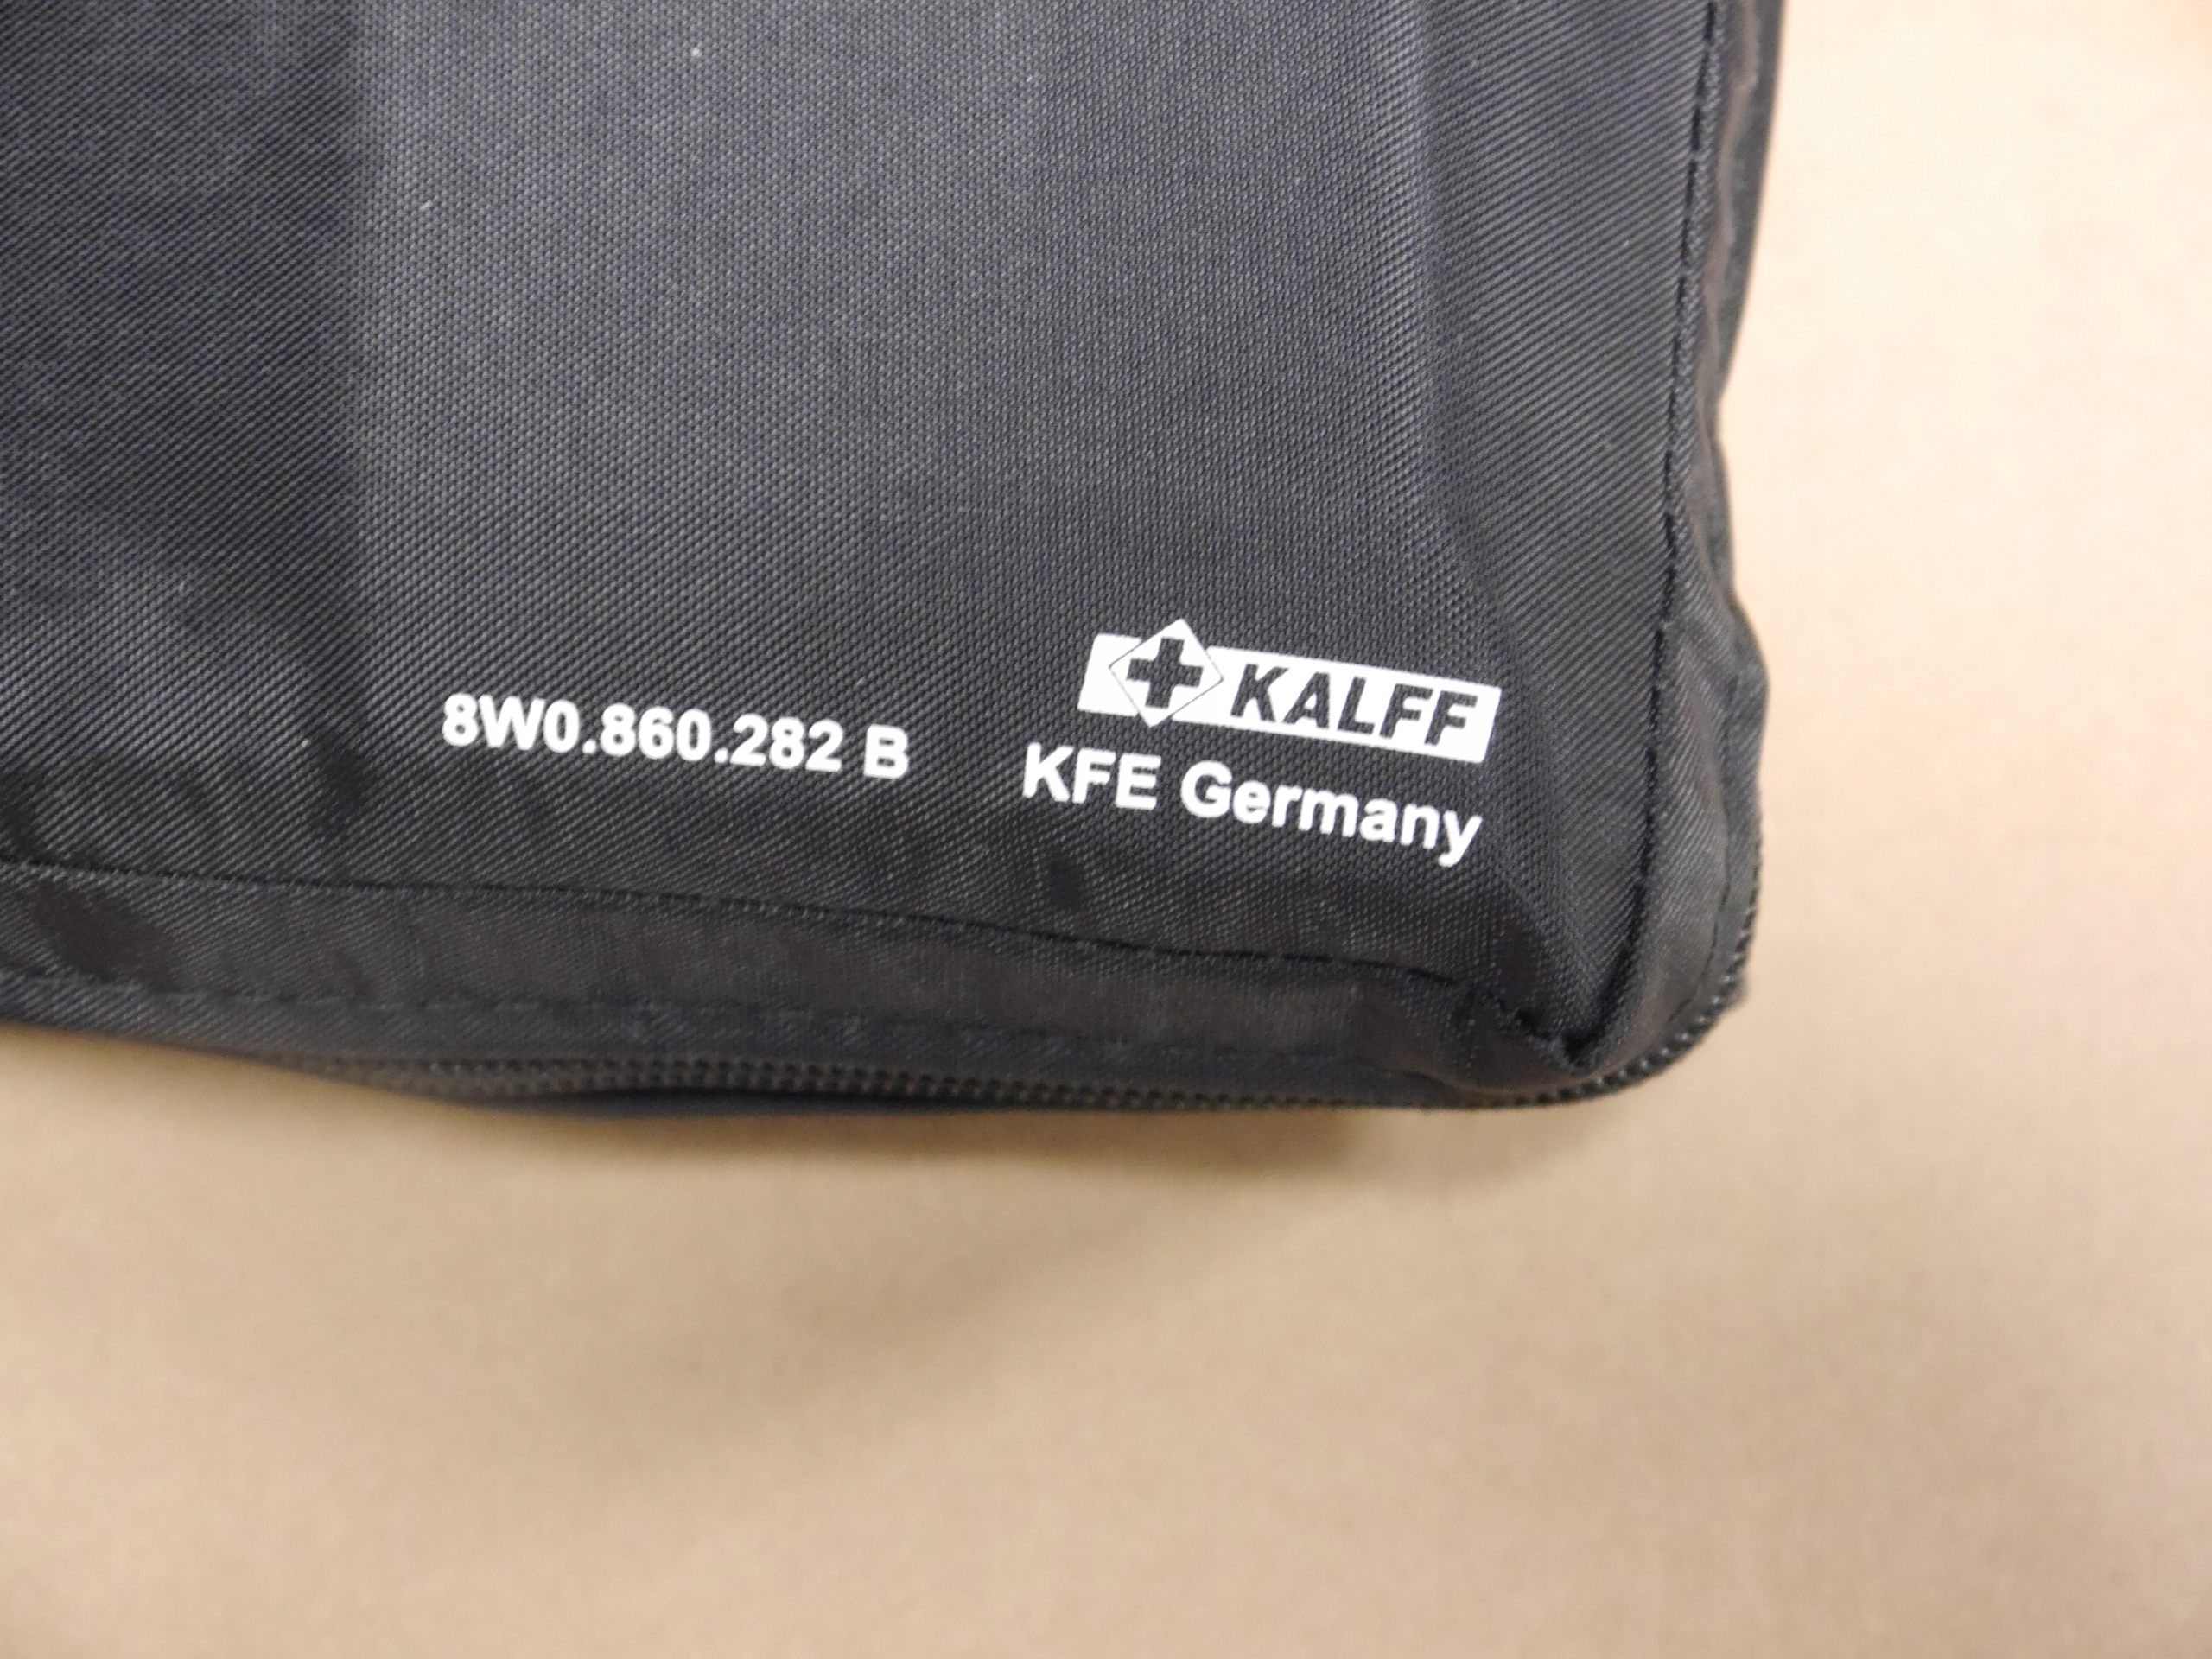 KALFF
8W0.860.282 B
KFE Germany